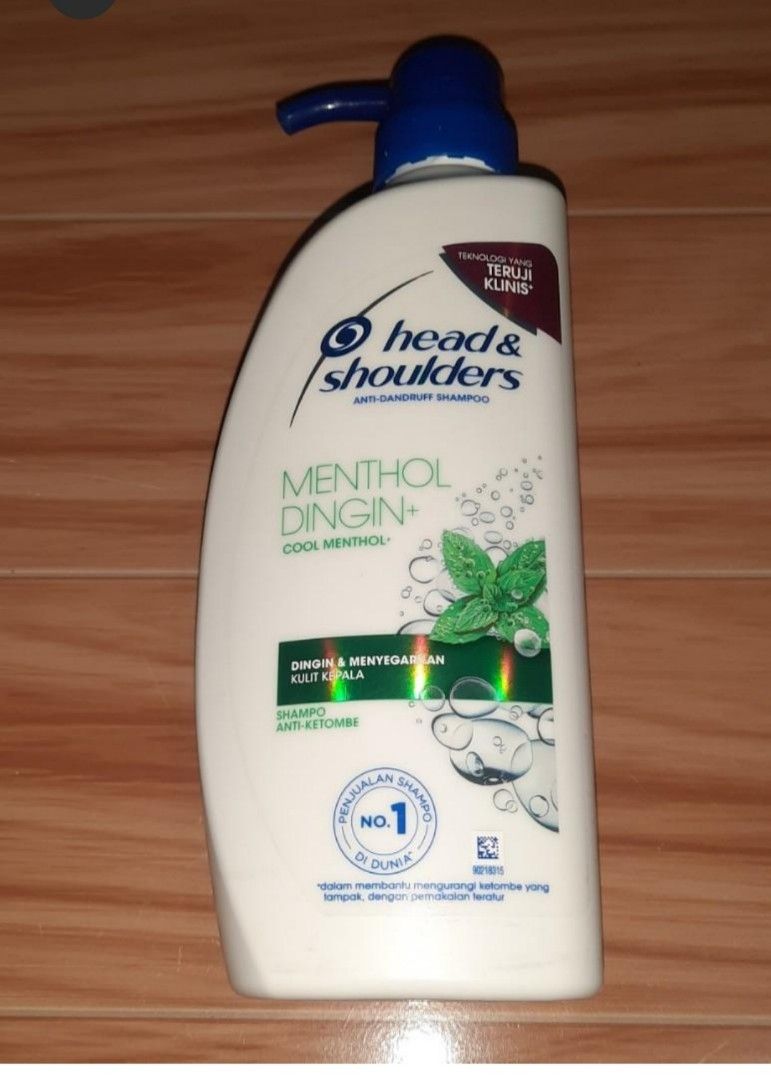 TEKNOLOGI YANG
TERUJI
KLINIS*
head &
shoulders
ANTI-DANDRUFF SHAMPOO
MENTHOL
DINGIN+
COOL MENTHOL+
DINGIN & MENYEGARKAN
KULIT KEPALA
SHAMPO
ANTI-KETOMBE
PENJUALAN SHAMPO
NO.1
DI DUNIA^
90218315
*dalam membantu mengurangi ketombe yang
tampak, dengan pemakaian teratur